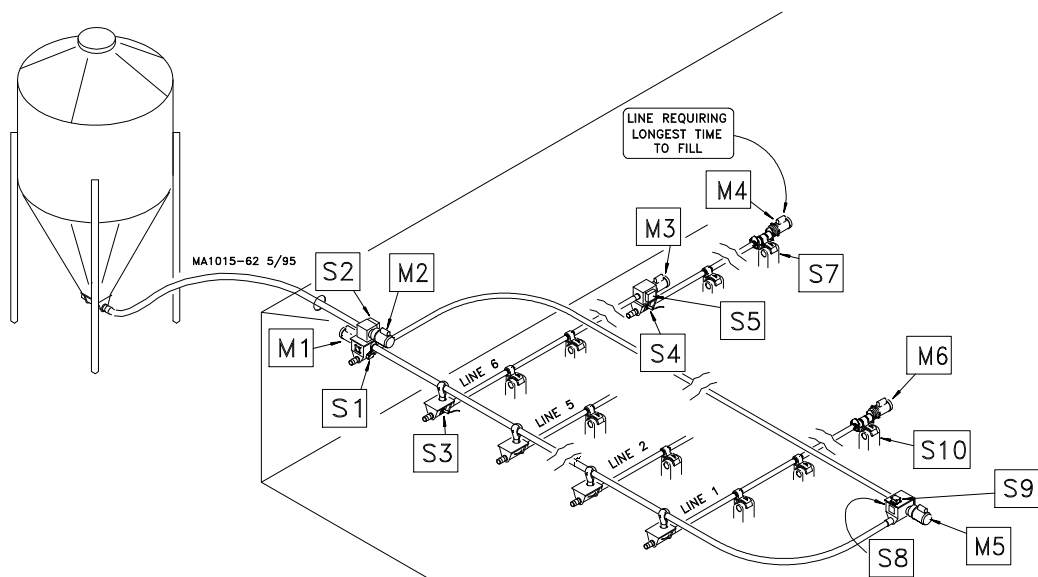 LINE REQUIRING
LONGEST TIME
TO FILL
M4
M3
MA1015-62 5/95
S2
M2
S7
S5
M1
S4
S1
LINE 6
M6
LINE 5
S3
S10
LINE 2
S9
LINE 1
S8
M5